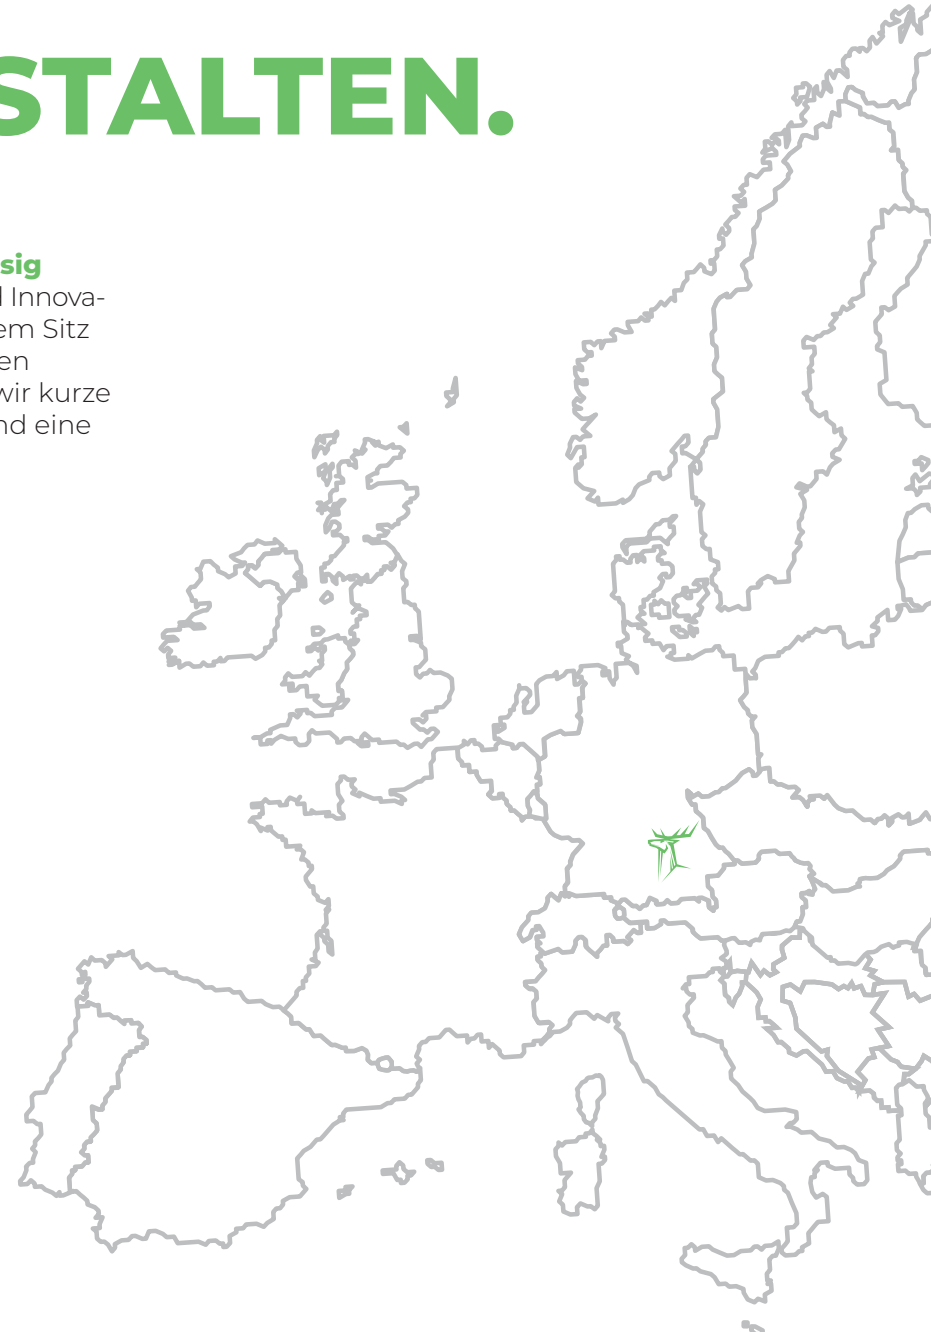 STALTEN.
sig
Innova-
em Sitz
en
wir kurze
nd eine